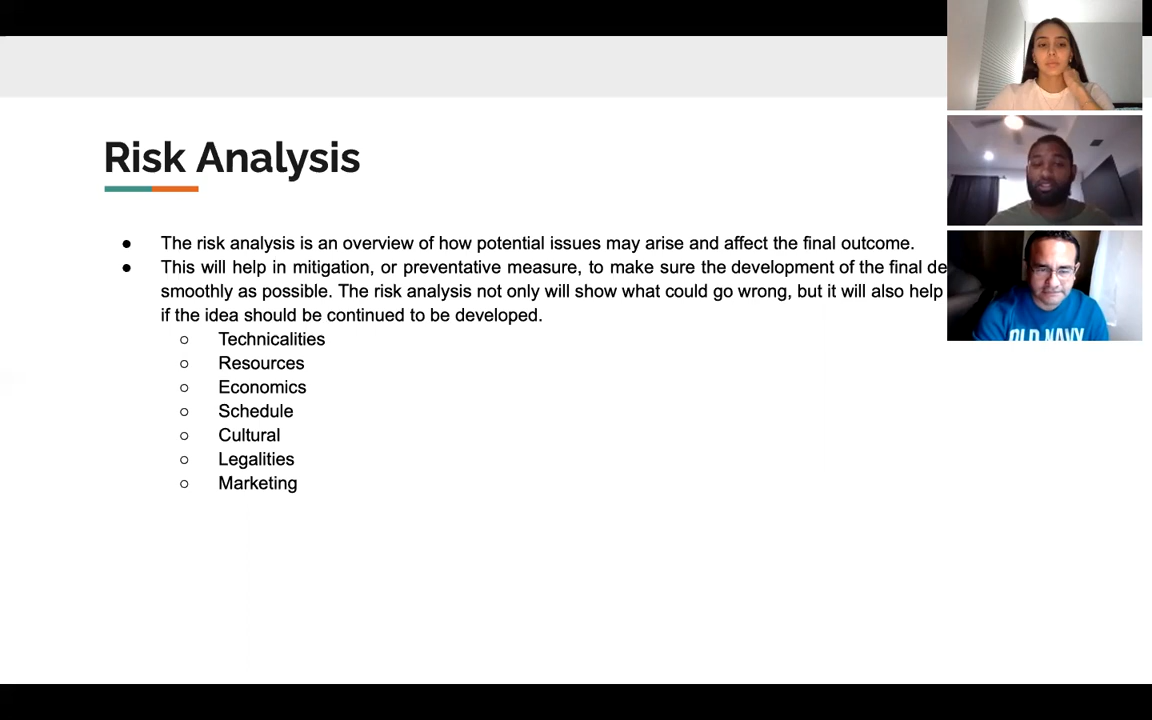 Risk Analysis
● The risk analysis is an overview of how potential issues may arise and affect the final outcome.
● This will help in mitigation, or preventative measure, to make sure the development of the final
smoothly as possible. The risk analysis not only will show what could go wrong, but it will also help
if the idea should be continued to be developed.
○ Technicalities
○ Resources
○ Economics
○ Schedule
○ Cultural
○ Legalities
○ Marketing
OLD NAVY